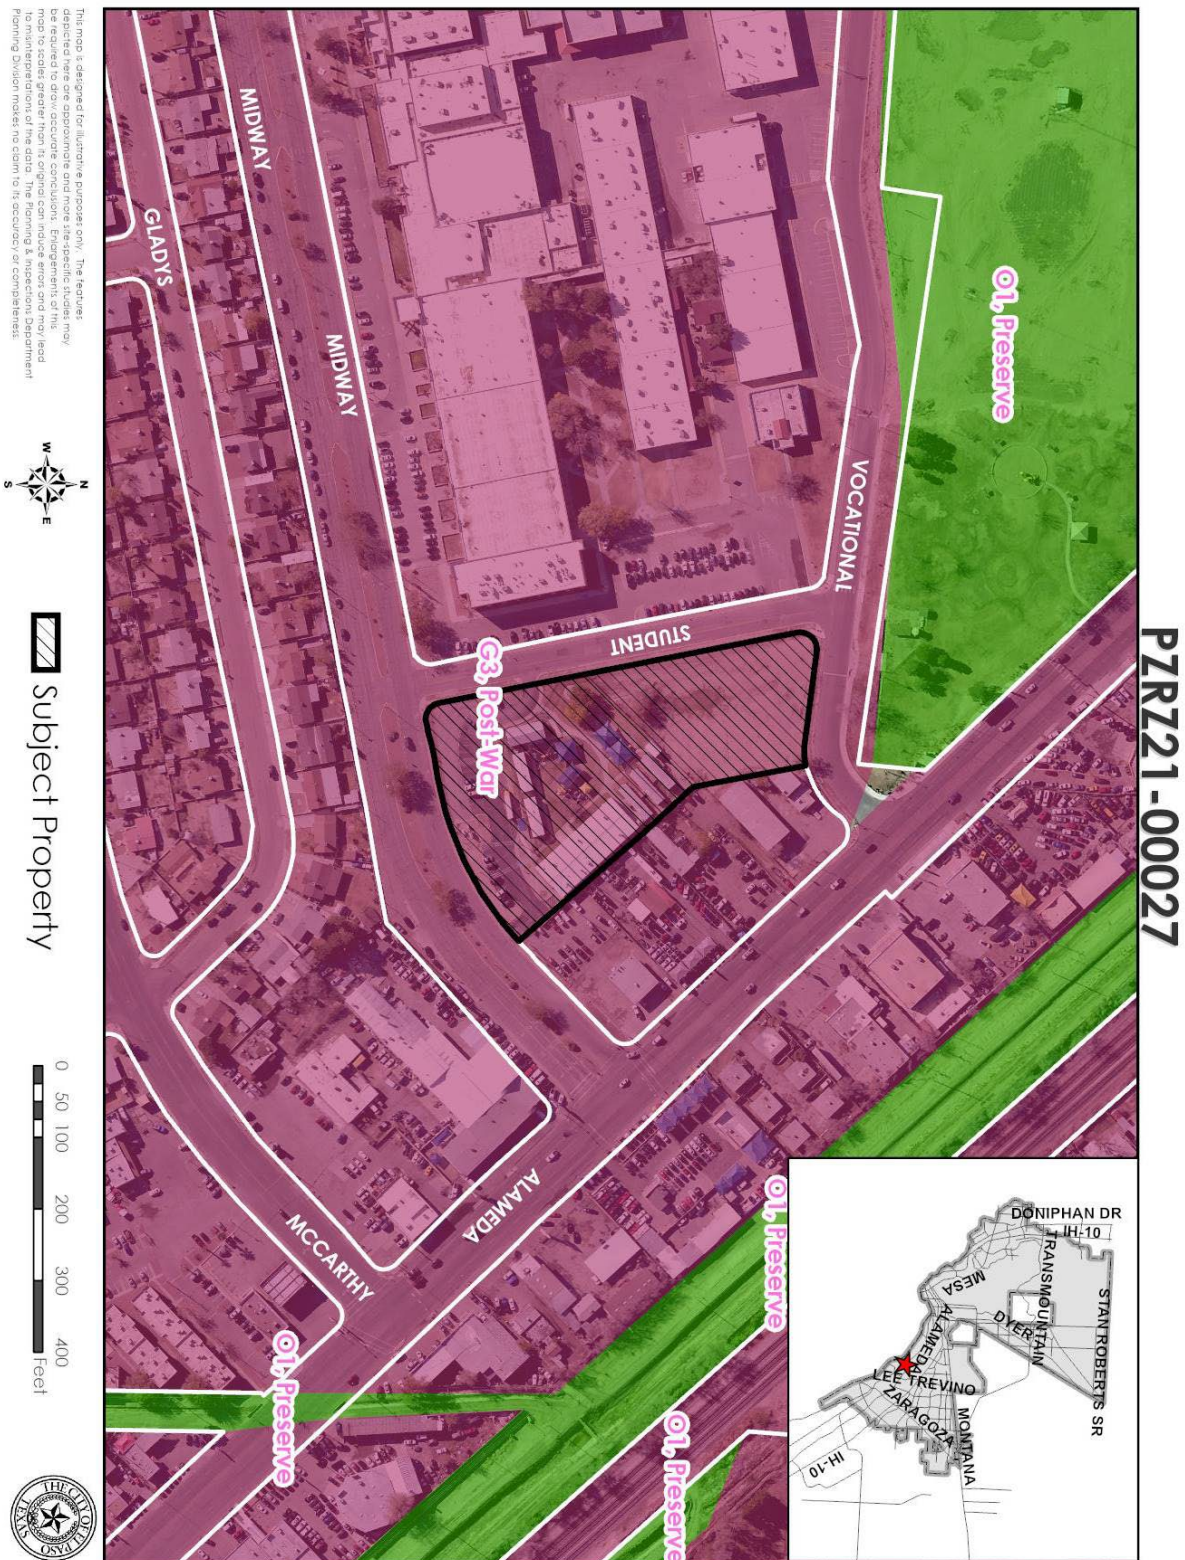 PZRZ21-00027
O1, Preserve
VOCATIONAL
STUDENT
MIDWAY
MIDWAY
GLADYS
G3, Post-War
ALAMEDA
MCCARTHY
O1, Preserve
O1, Preserve
O1, Preserve
DONIPHAN DR
IH-10
TRANSMOUNTAIN
STAN ROBERTS SR
MESA
DYER
ALAMEDA
LEE TREVINO
ZARAGOZA
MONTANA
IH-10
This map is designed for illustrative purposes only. The features
depicted here are approximate and more site-specific studies may
be required to draw accurate conclusions. Enlargements of this
map to scales greater than its original can induce errors and may lead
to misinterpretations of the data. The Planning & Inspections Department
Planning Division makes no claim to its accuracy or completeness.
N
W
E
S
Subject Property
0 50 100 200 300 400
Feet
THE CITY OF EL PASO
TEXAS